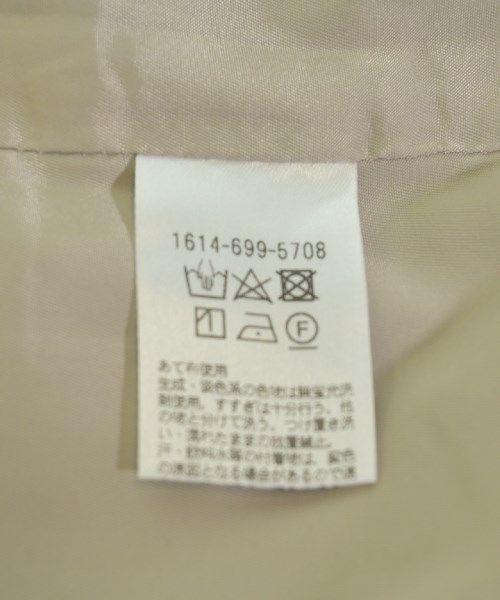 1614-699-5708
F
あて布使用
生成・淡色系の色物は無蛍光洗
剤使用。すすぎは十分行う。他
の物と分けて洗う。つけ置き洗
い・濡れたままの放置禁止。
汗・飲料水等の付着物は、変色
の原因となる場合があるので速